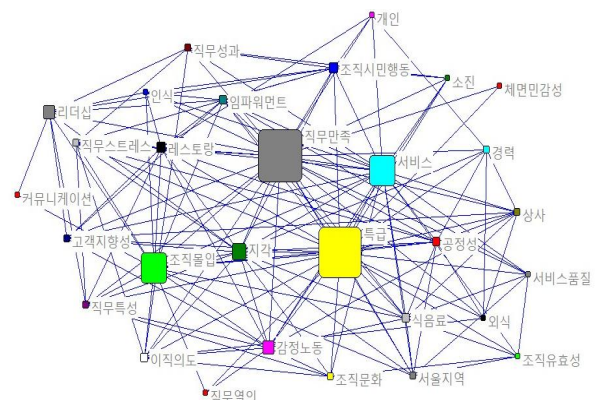 개인
직무성과
조직시민행동
소진
체면민감성
인식
임파워먼트
리더십
직무만족
직무스트레스
레스토랑
서비스
경력
커뮤니케이션
상사
특급
고객지향성
지각
공정성
조직몰입
서비스품질
직무특성
식음료
외식
이직의도
감정노동
조직유효성
조직문화
서울지역
직무열의